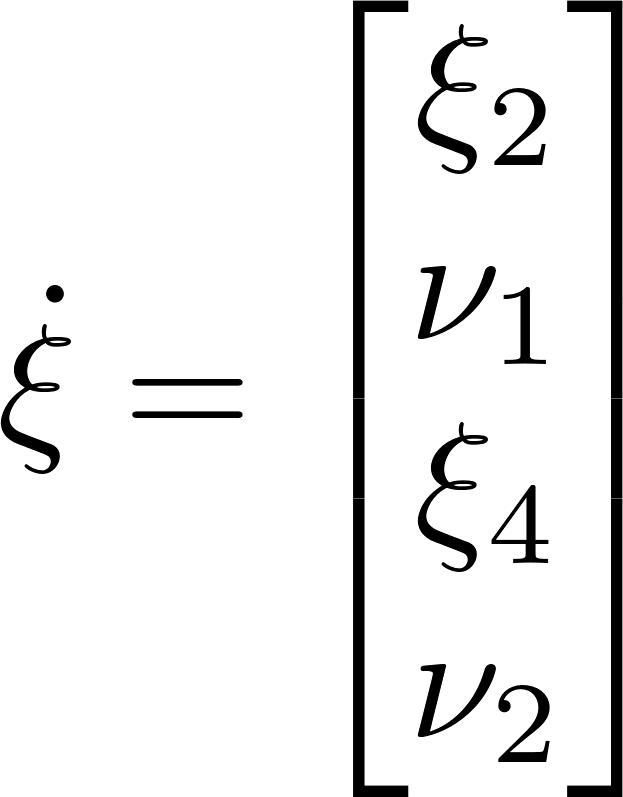 ξ̇ = [
ξ₂
ν₁
ξ₄
ν₂
]